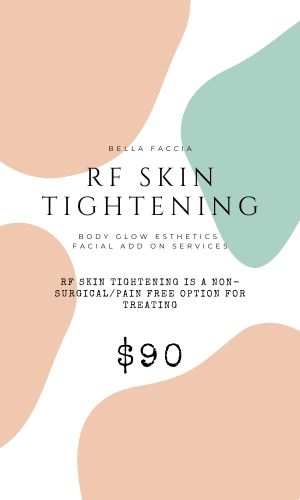 BELLA FACCIA
RF SKIN
TIGHTENING
BODY GLOW ESTHETICS
FACIAL ADD ON SERVICES
RF SKIN TIGHTENING IS A NON-
SURGICAL/PAIN FREE OPTION FOR
TREATING
$90